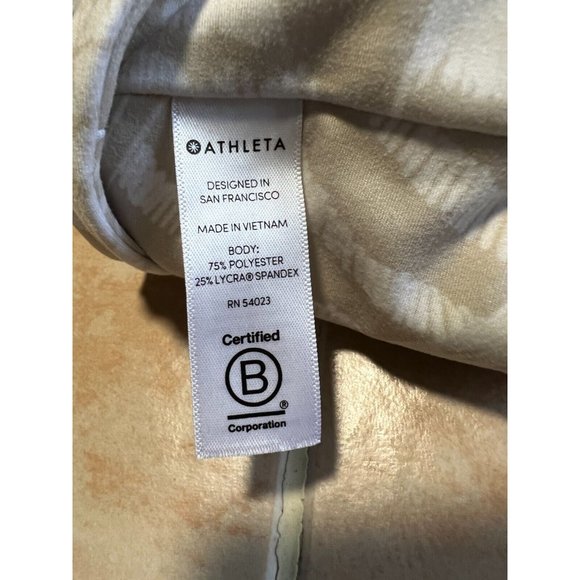 ATHLETA
DESIGNED IN
SAN FRANCISCO
MADE IN VIETNAM
BODY:
75% POLYESTER
25% LYCRA® SPANDEX
RN 54023
Certified
B
®
Corporation